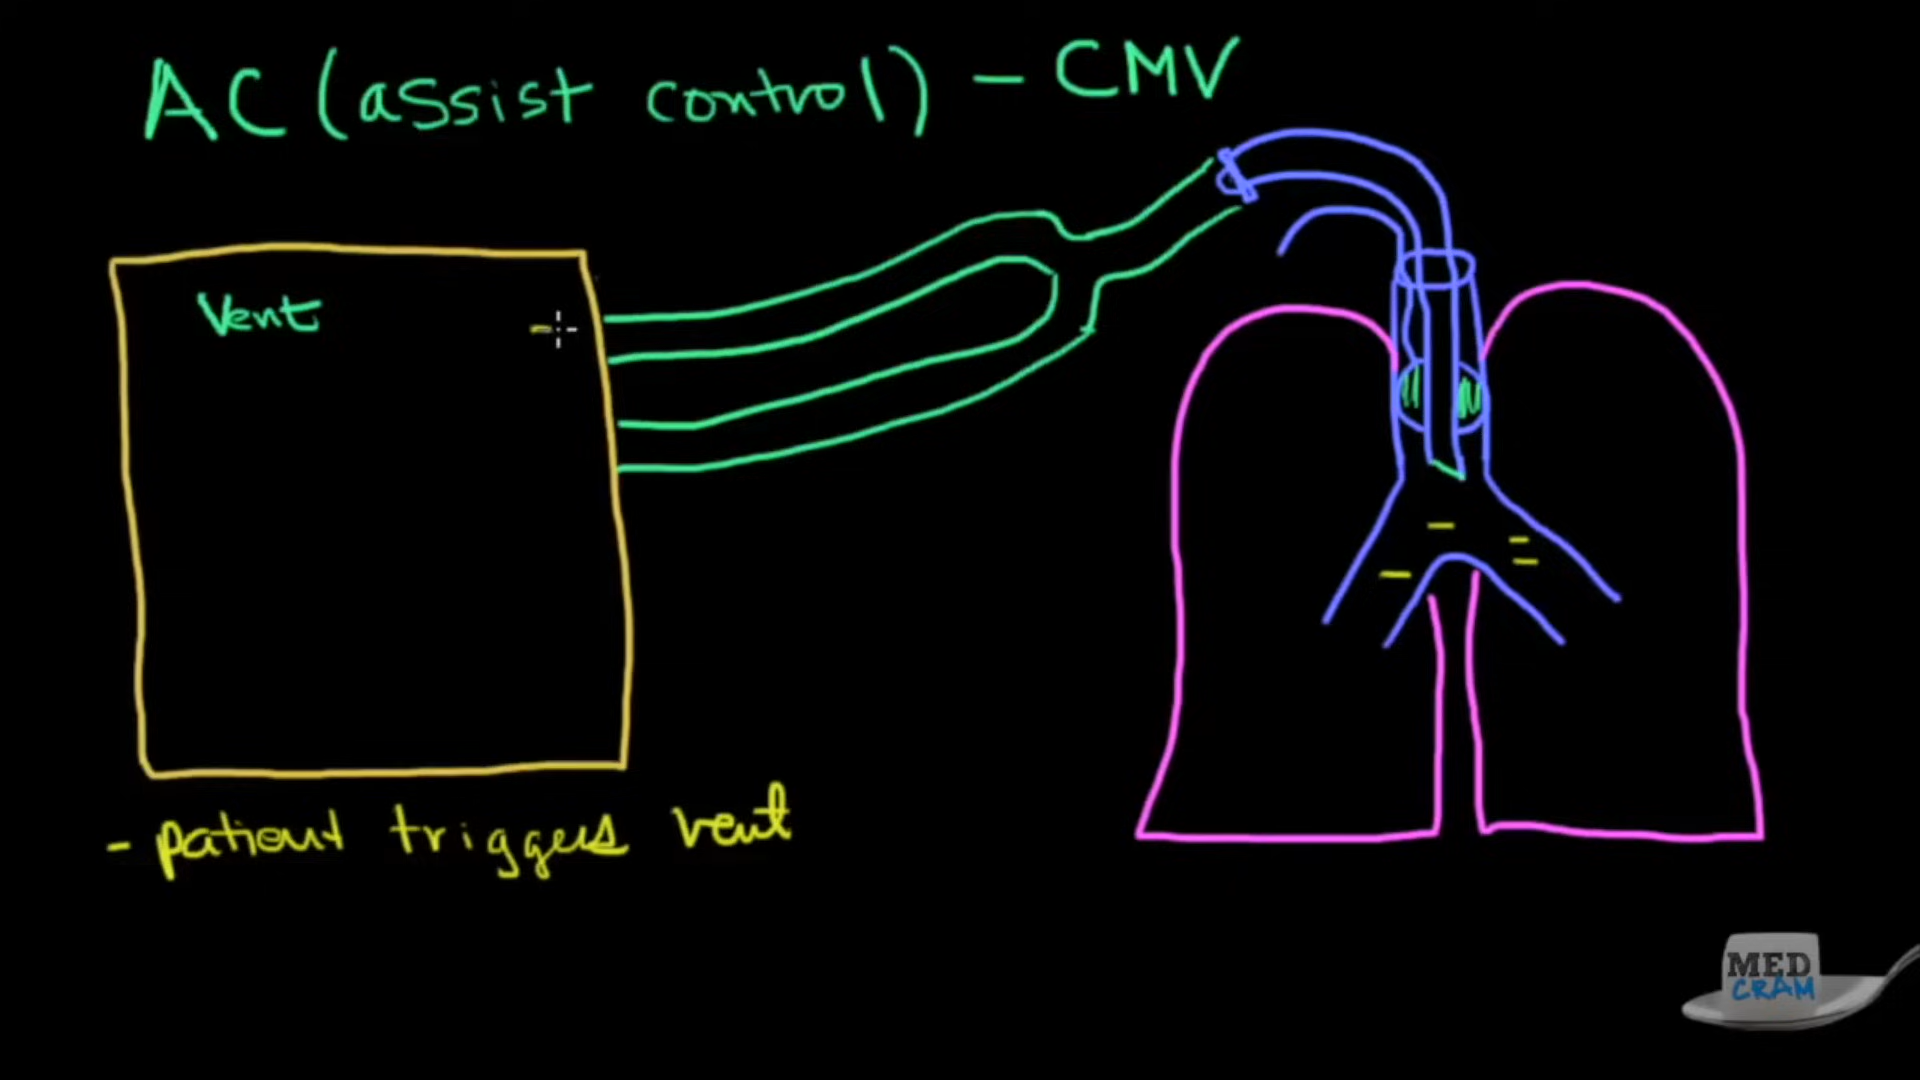 AC (assist control) - CMV
Vent
- patient triggers vent
MED
CRAM